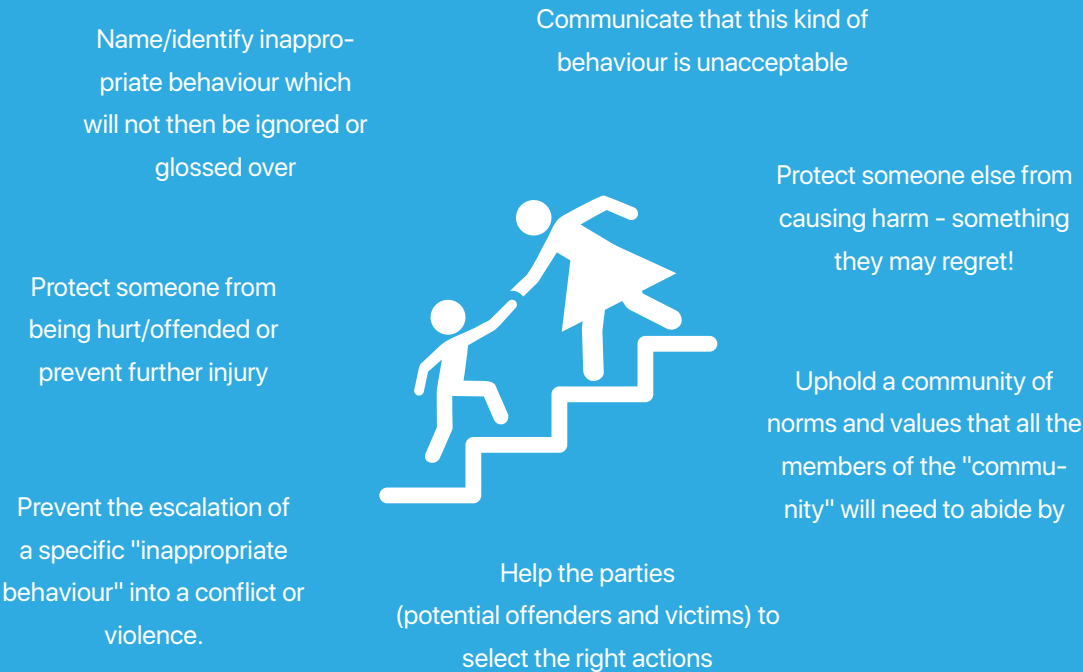 Name/identify inappro-
priate behaviour which
will not then be ignored or
glossed over
Communicate that this kind of
behaviour is unacceptable
Protect someone else from
causing harm - something
they may regret!
Protect someone from
being hurt/offended or
prevent further injury
Uphold a community of
norms and values that all the
members of the "commu-
nity" will need to abide by
Prevent the escalation of
a specific "inappropriate
behaviour" into a conflict or
violence.
Help the parties
(potential offenders and victims) to
select the right actions